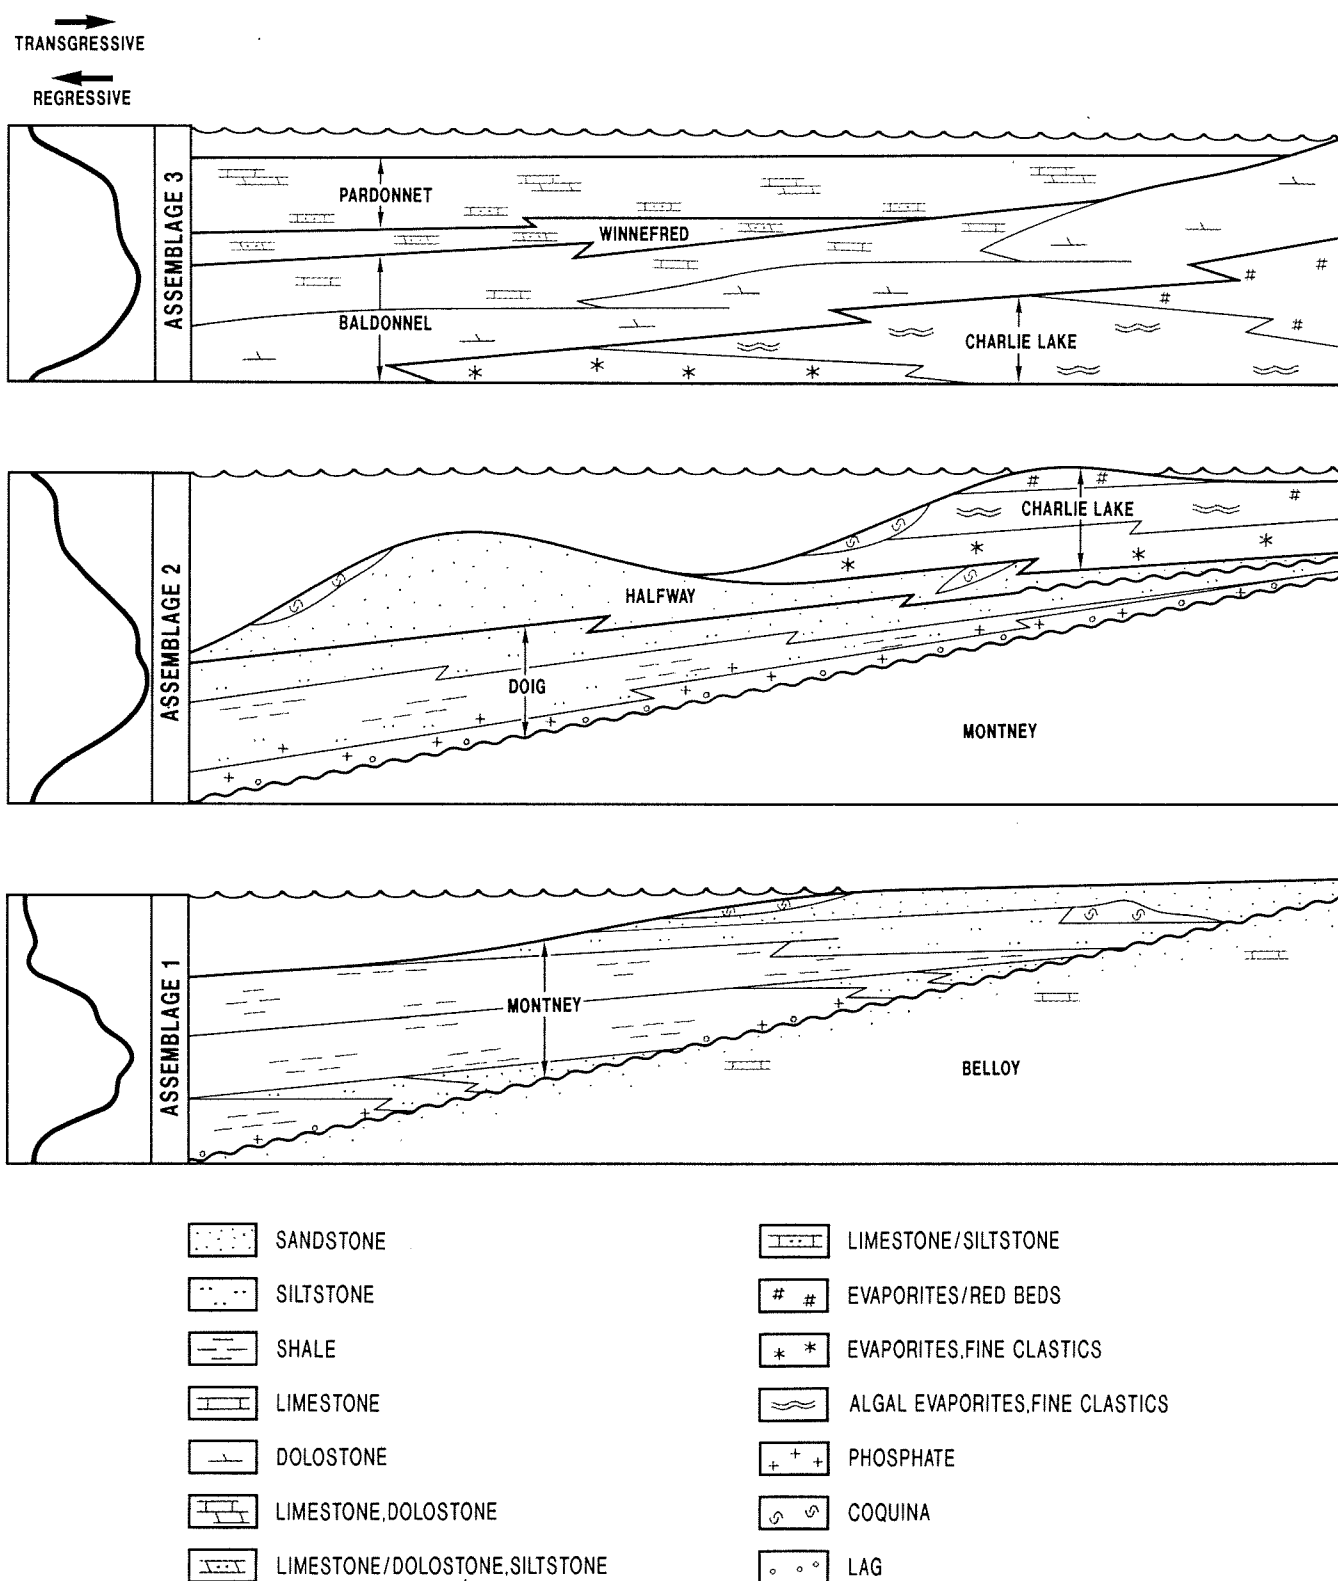 TRANSGRESSIVE
REGRESSIVE
ASSEMBLAGE 3
PARDONNET
WINNEFRED
BALDONNEL
CHARLIE LAKE
ASSEMBLAGE 2
CHARLIE LAKE
HALFWAY
DOIG
MONTNEY
ASSEMBLAGE 1
MONTNEY
BELLOY
SANDSTONE
SILTSTONE
SHALE
LIMESTONE
DOLOSTONE
LIMESTONE,DOLOSTONE
LIMESTONE/DOLOSTONE,SILTSTONE
LIMESTONE/SILTSTONE
EVAPORITES/RED BEDS
EVAPORITES,FINE CLASTICS
ALGAL EVAPORITES,FINE CLASTICS
PHOSPHATE
COQUINA
LAG